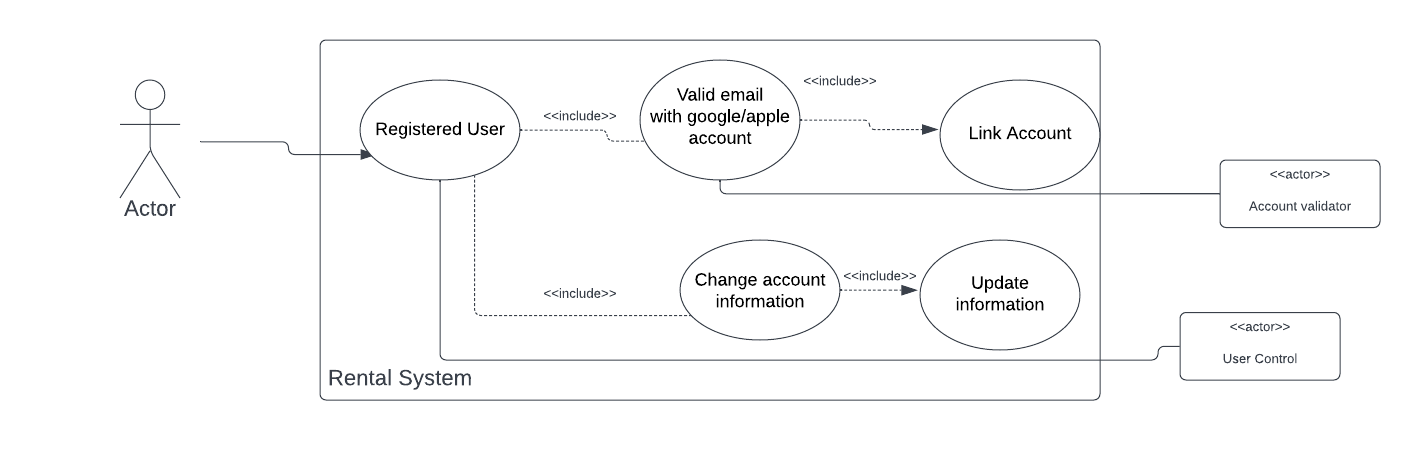 Actor
Registered User
<<include>>
Valid email
with google/apple
account
<<include>>
Link Account
<<actor>>
Account validator
<<include>>
Change account
information
<<include>>
Update
information
<<actor>>
User Control
Rental System